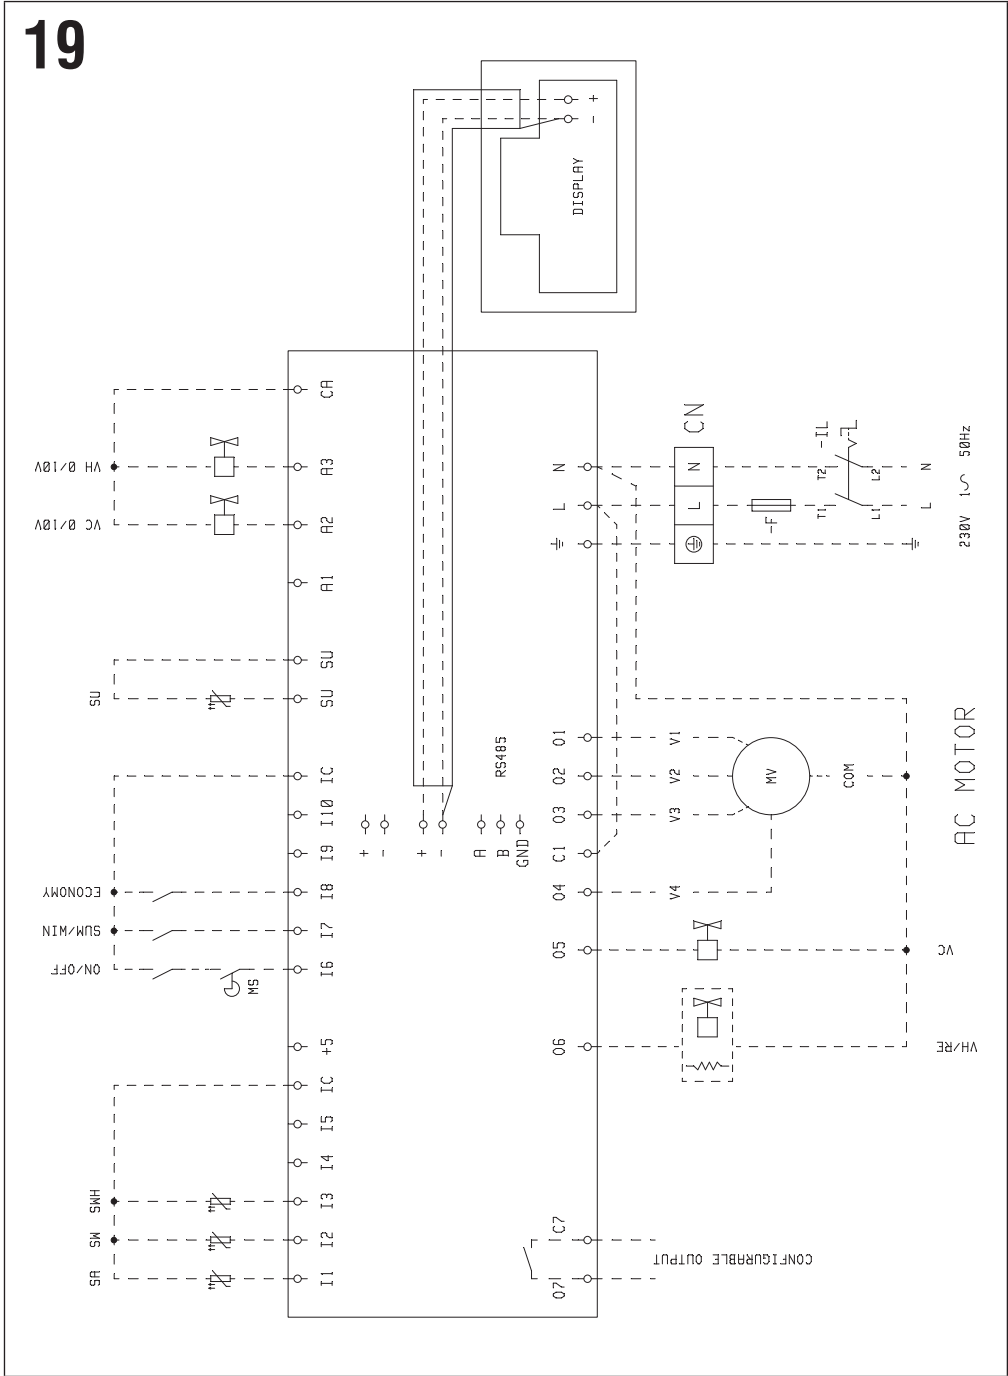 19
+
-
DISPLAY
VH 0/10V
VC 0/10V
CA
A3
A2
A1
SU
SU
SU
IC
I10
I9
I8
I7
I6
ECONOMY
SUM/WIN
ON/OFF
MS
+5
IC
I5
I4
I3
I2
I1
SWH
SW
SA
+
-
+
-
A
B
GND
RS485
N
L
CN
N
L
-F
-IL
T2
T1
L2
L1
N
L
230V 1~ 50Hz
O1
O2
O3
C1
O4
O5
O6
C7
O7
V1
V2
V3
V4
MV
COM
AC MOTOR
VC
VH/RE
CONFIGURABLE OUTPUT